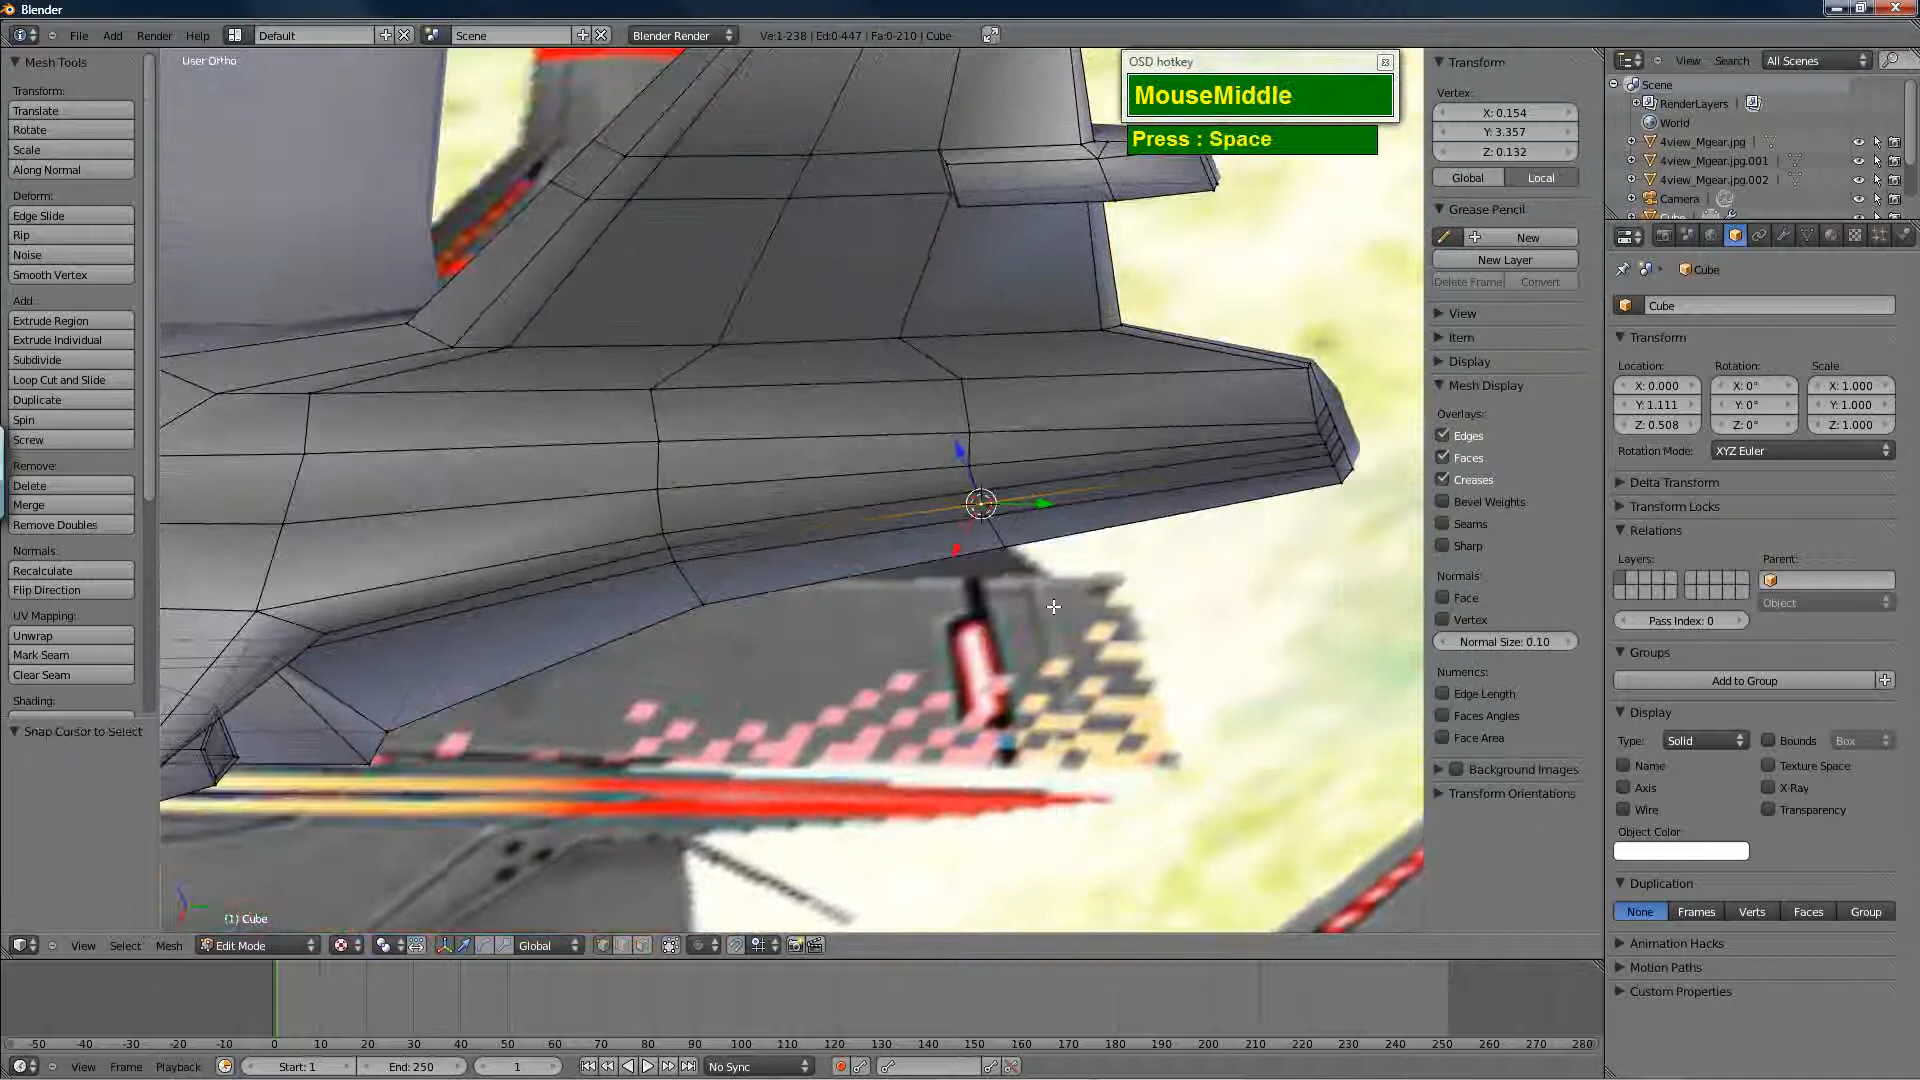 Blender
File Add Render Help Default Scene Blender Render Ve:1-238 | Ed:0-447 | Fa:0-210 | Cube
Mesh Tools
Transform:
Translate
Rotate
Scale
Along Normal
Deform:
Edge Slide
Rip
Noise
Smooth Vertex
Add:
Extrude Region
Extrude Individual
Subdivide
Loop Cut and Slide
Duplicate
Spin
Screw
Remove:
Delete
Merge
Remove Doubles
Normals:
Recalculate
Flip Direction
UV Mapping:
Unwrap
Mark Seam
Clear Seam
Shading:
Snap Cursor to Select
User Ortho
OSD hotkey
MouseMiddle
Press : Space
(1) Cube
Transform
Vertex:
X: 0.154
Y: 3.357
Z: 0.132
Global Local
Grease Pencil
New
New Layer
Delete Frame Convert
View
Item
Display
Mesh Display
Overlays:
Edges
Faces
Creases
Bevel Weights
Seams
Sharp
Normals:
Face
Vertex
Normal Size: 0.10
Numerics:
Edge Length
Faces Angles
Face Area
Background Images
Transform Orientations
View Search All Scenes
Scene
RenderLayers
World
4view_Mgear.jpg
4view_Mgear.jpg.001
4view_Mgear.jpg.002
Camera
Cube
Cube
Cube
Transform
Location: Rotation: Scale:
X: 0.000 X: 0° X: 1.000
Y: 1.111 Y: 0° Y: 1.000
Z: 0.508 Z: 0° Z: 1.000
Rotation Mode: XYZ Euler
Delta Transform
Transform Locks
Relations
Layers: Parent:
Object
Pass Index: 0
Groups
Add to Group
Display
Type: Solid Bounds Box
Name Texture Space
Axis X-Ray
Wire Transparency
Object Color
Duplication
None Frames Verts Faces Group
Animation Hacks
Motion Paths
Custom Properties
View Select Mesh Edit Mode Global
-50 -40 -30 -20 -10 0 10 20 30 40 50 60 70 80 90 100 110 120 130 140 150 160 170 180 190 200 210 220 230 240 250 260 270 280
View Frame Playback Start: 1 End: 250 1 No Sync